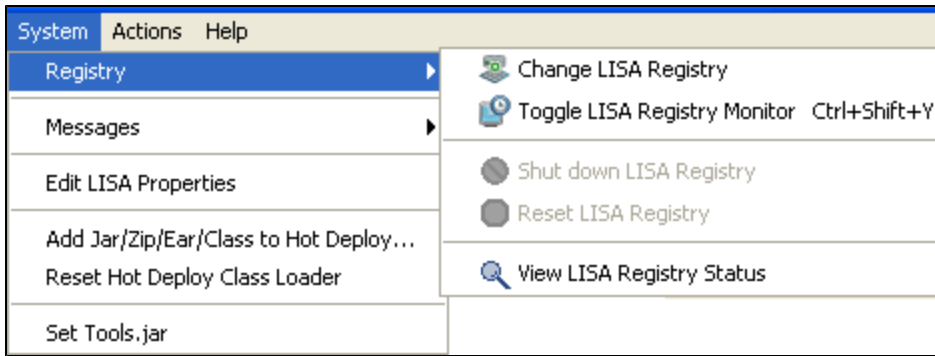 System Actions Help
Registry
Messages
Edit LISA Properties
Add Jar/Zip/Ear/Class to Hot Deploy...
Reset Hot Deploy Class Loader
Set Tools.jar
Change LISA Registry
Toggle LISA Registry Monitor Ctrl+Shift+Y
Shut down LISA Registry
Reset LISA Registry
View LISA Registry Status